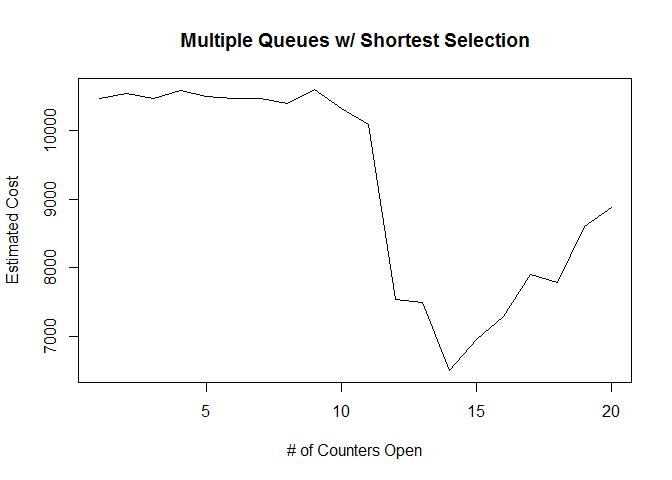 Multiple Queues w/ Shortest Selection
Estimated Cost
10000
9000
8000
7000
5
10
15
20
# of Counters Open